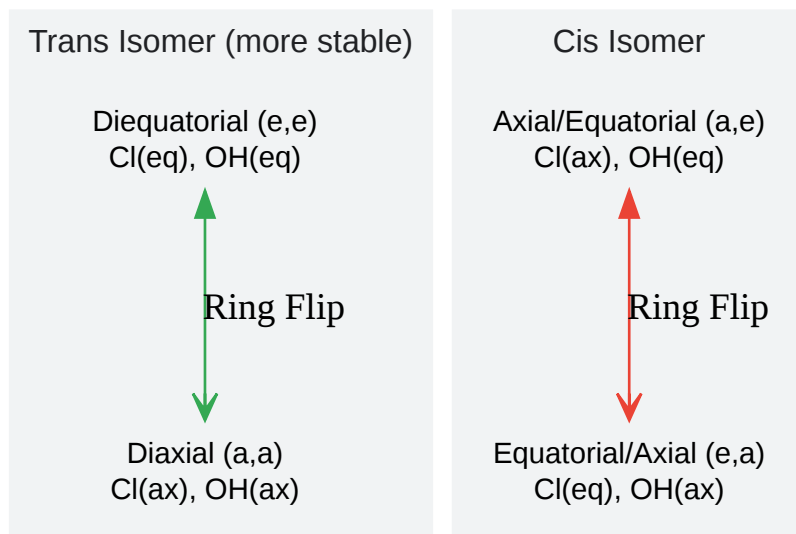 Trans Isomer (more stable)
Diequatorial (e,e)
Cl(eq), OH(eq)
Ring Flip
Diaxial (a,a)
Cl(ax), OH(ax)
Cis Isomer
Axial/Equatorial (a,e)
Cl(ax), OH(eq)
Ring Flip
Equatorial/Axial (e,a)
Cl(eq), OH(ax)